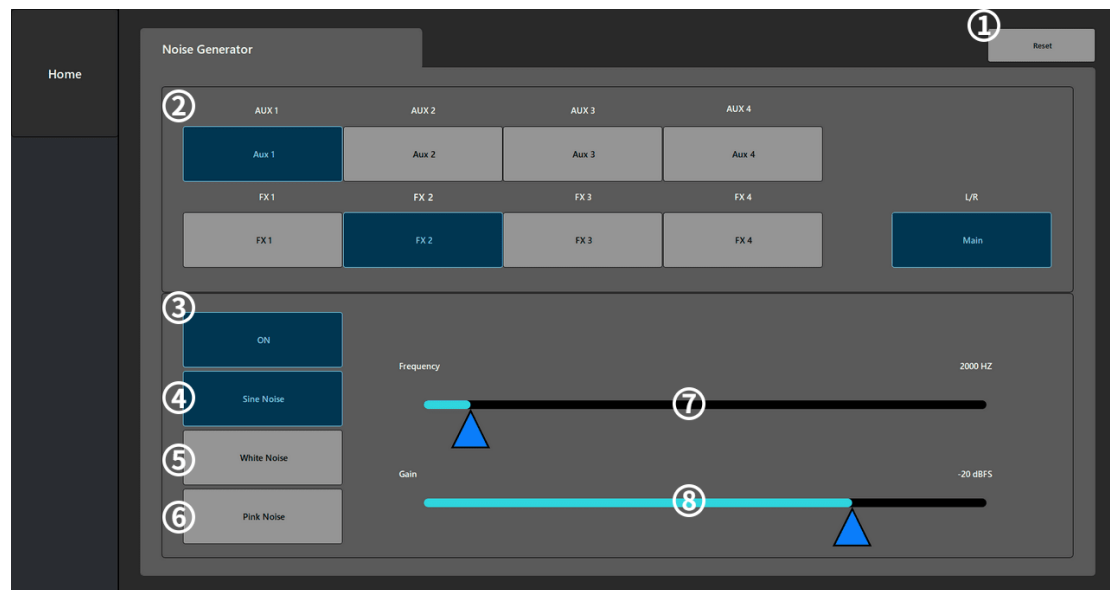 ①
Reset
Noise Generator
Home
②
AUX 1 AUX 2 AUX 3 AUX 4
Aux 1 Aux 2 Aux 3 Aux 4
FX 1 FX 2 FX 3 FX 4 L/R
FX 1 FX 2 FX 3 FX 4 Main
③
ON
Frequency 2000 HZ
④ Sine Noise
⑦
⑤ White Noise
Gain -20 dBFS
⑧
⑥ Pink Noise